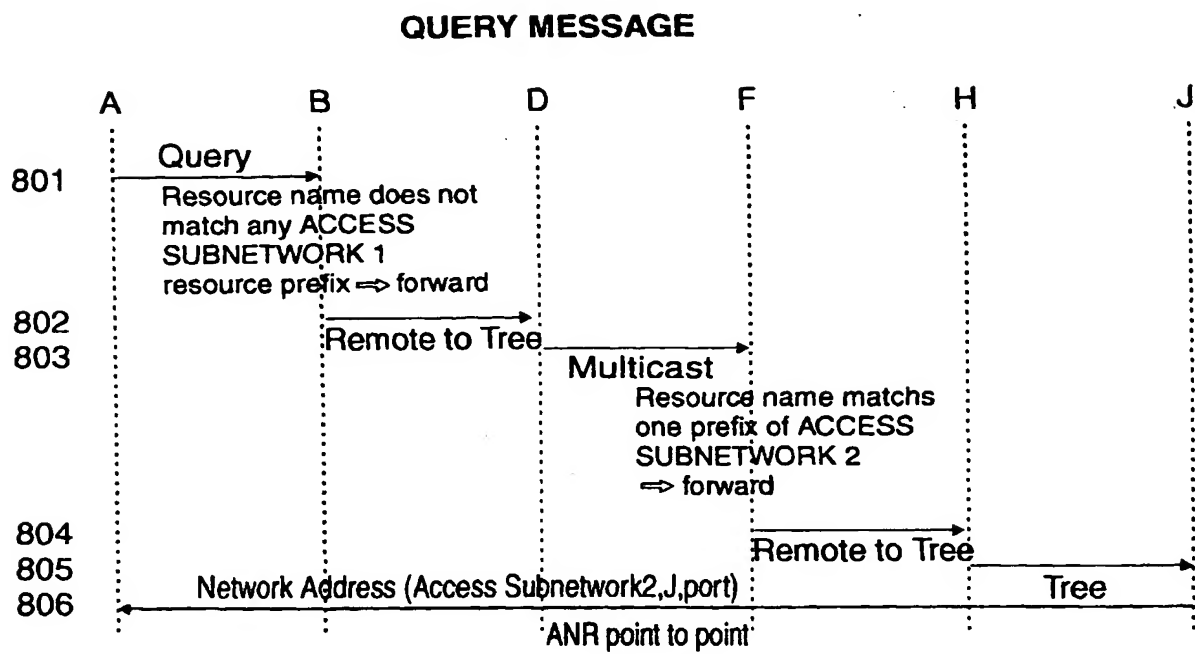 QUERY MESSAGE
A B D F H J
801 Query
Resource name does not
match any ACCESS
SUBNETWORK 1
resource prefix ⇒ forward
802 Remote to Tree
803 Multicast
Resource name matchs
one prefix of ACCESS
SUBNETWORK 2
⇒ forward
804 Remote to Tree
805 Tree
806 Network Address (Access Subnetwork2,J,port)
ANR point to point